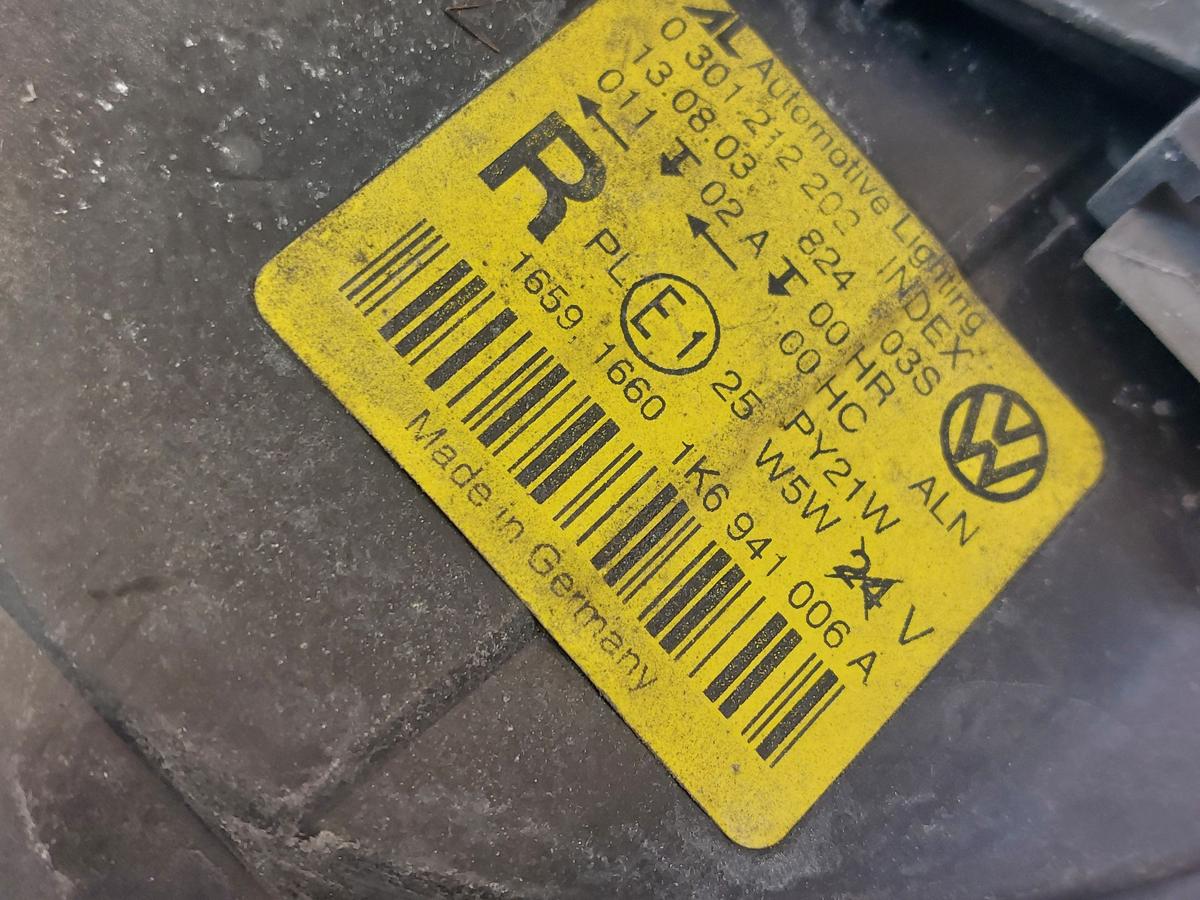 AL Automotive Lighting
0 301 212 202 INDEX
13.08.03 824 03S
011 02 A 00 HR
00 HC ALN
R PL E1 25 PY21W
W5W 24 V
1659 1660 1K6 941 006 A
Made in Germany
VW